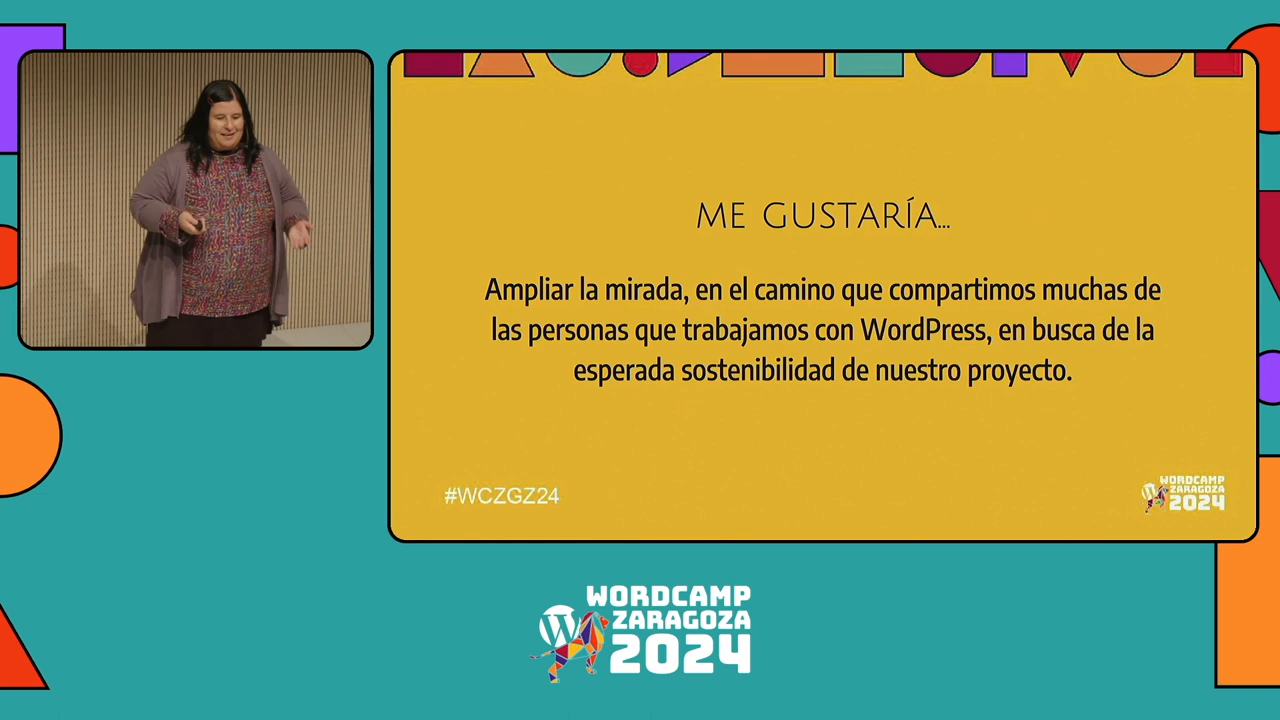 ME GUSTARÍA...
Ampliar la mirada, en el camino que compartimos muchas de
las personas que trabajamos con WordPress, en busca de la
esperada sostenibilidad de nuestro proyecto.
#WCZGZ24
WORDCAMP
ZARAGOZA
2024
WORDCAMP
ZARAGOZA
2024